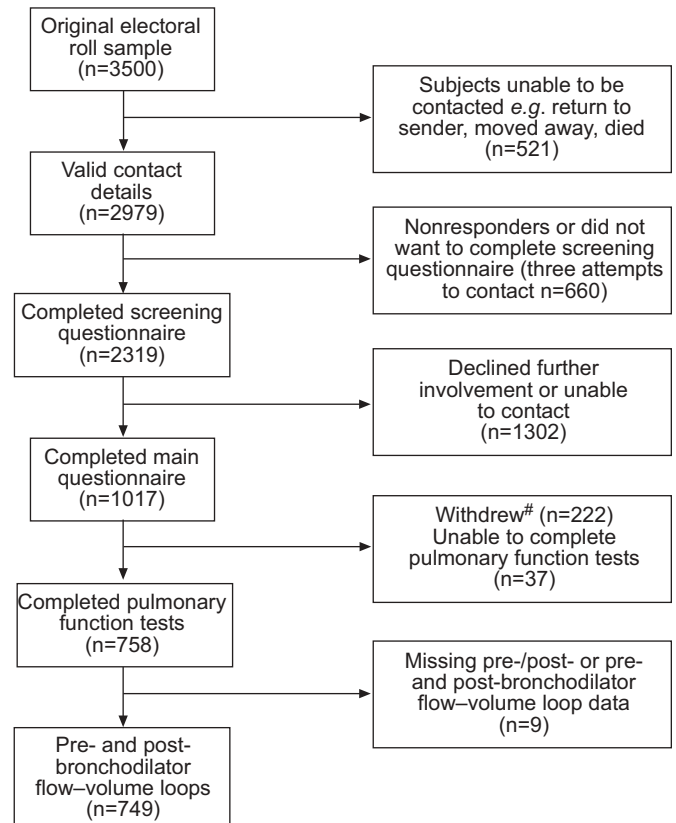 Original electoral
roll sample
(n=3500)
Subjects unable to be
contacted e.g. return to
sender, moved away, died
(n=521)
Valid contact
details
(n=2979)
Nonresponders or did not
want to complete screening
questionnaire (three attempts
to contact n=660)
Completed screening
questionnaire
(n=2319)
Declined further
involvement or unable
to contact
(n=1302)
Completed main
questionnaire
(n=1017)
Withdrew# (n=222)
Unable to complete
pulmonary function tests
(n=37)
Completed pulmonary
function tests
(n=758)
Missing pre-/post- or pre-
and post-bronchodilator
flow–volume loop data
(n=9)
Pre- and post-
bronchodilator
flow–volume loops
(n=749)